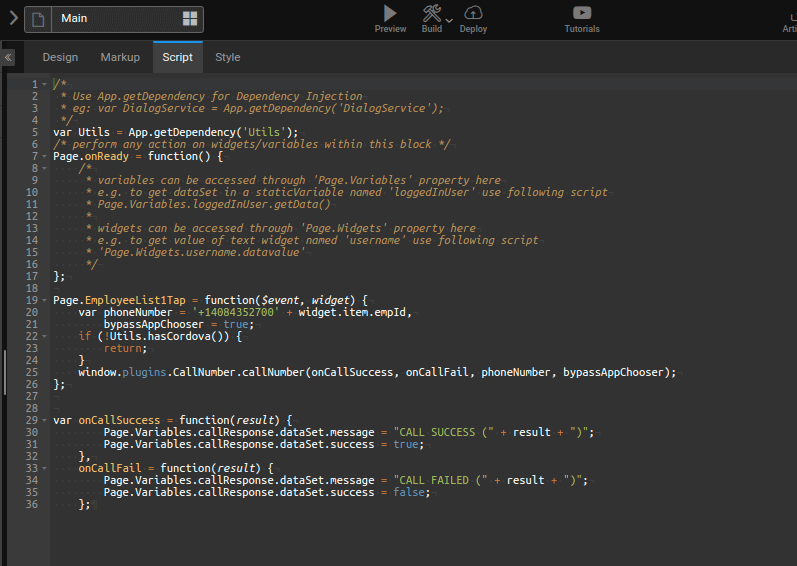 Main
Preview
Build
Deploy
Tutorials
Arti
Design
Markup
Script
Style
1 /*
2 * Use App.getDependency for Dependency Injection
3 * eg: var DialogService = App.getDependency('DialogService');
4 */
5 var Utils = App.getDependency('Utils');
6 /* perform any action on widgets/variables within this block */
7 Page.onReady = function() {
8 /*
9 * variables can be accessed through 'Page.Variables' property here
10 * e.g. to get dataSet in a staticVariable named 'loggedInUser' use following script
11 * Page.Variables.loggedInUser.getData()
12 *
13 * widgets can be accessed through 'Page.Widgets' property here
14 * e.g. to get value of text widget named 'username' use following script
15 * 'Page.Widgets.username.datavalue'
16 */
17 };
18
19 Page.EmployeeList1Tap = function($event, widget) {
20 var phoneNumber = '+14084352700' + widget.item.empId,
21 bypassAppChooser = true;
22 if (!Utils.hasCordova()) {
23 return;
24 }
25 window.plugins.CallNumber.callNumber(onCallSuccess, onCallFail, phoneNumber, bypassAppChooser);
26 };
27
28
29 var onCallSuccess = function(result) {
30 Page.Variables.callResponse.dataSet.message = "CALL SUCCESS (" + result + ")";
31 Page.Variables.callResponse.dataSet.success = true;
32 },
33 onCallFail = function(result) {
34 Page.Variables.callResponse.dataSet.message = "CALL FAILED (" + result + ")";
35 Page.Variables.callResponse.dataSet.success = false;
36 };